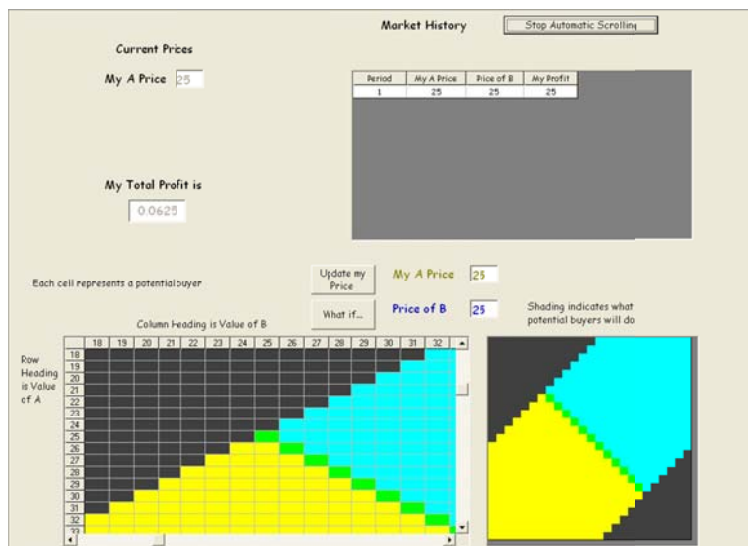 Market History
Stop Automatic Scrolling
Current Prices
My A Price 25
Period My A Price Price of B My Profit
1 25 25 25
My Total Profit is
0.0625
Each cell represents a potential buyer
Update my
Price
My A Price 25
What if...
Price of B 25
Shading indicates what
potential buyers will do
Column Heading is Value of B
Row
Heading
is Value
of A
18 19 20 21 22 23 24 25 26 27 28 29 30 31 32
18
19
20
21
22
23
24
25
26
27
28
29
30
31
32
33